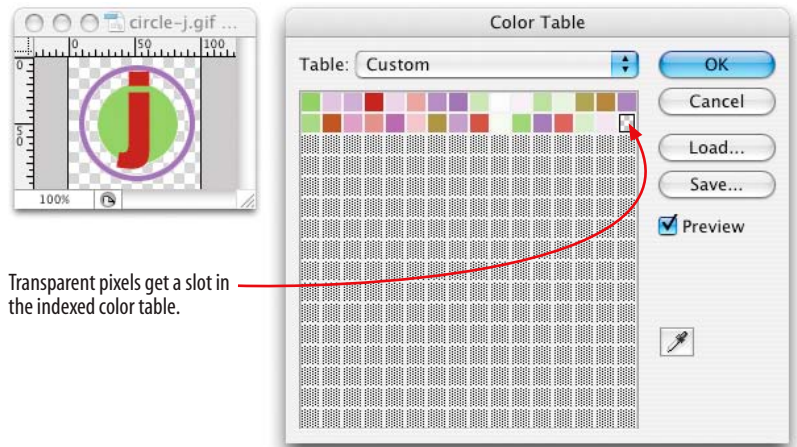 circle-j.gif ...
0 50 100
0
5
0
j
100%
Transparent pixels get a slot in
the indexed color table.
Color Table
Table: Custom
OK
Cancel
Load...
Save...
Preview